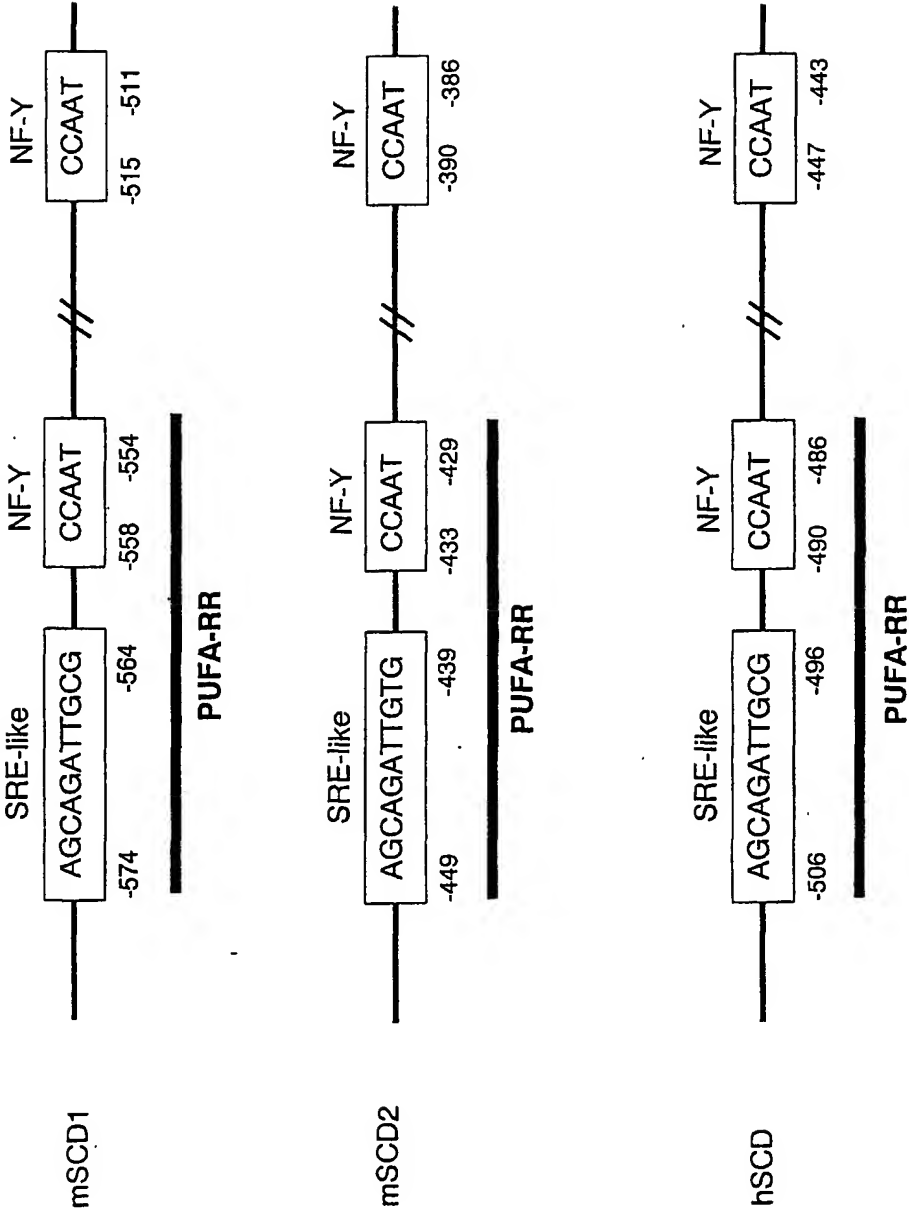 mSCD1
SRE-like NF-Y NF-Y
AGCAGATTGCG CCAAT CCAAT
-574 -564 -558 -554 -515 -511
PUFA-RR
mSCD2
SRE-like NF-Y NF-Y
AGCAGATTGTG CCAAT CCAAT
-449 -439 -433 -429 -390 -386
PUFA-RR
hSCD
SRE-like NF-Y NF-Y
AGCAGATTGCG CCAAT CCAAT
-506 -496 -490 -486 -447 -443
PUFA-RR